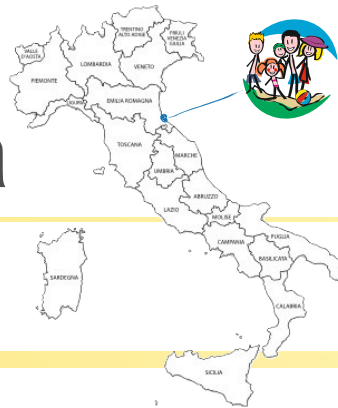 TRENTINO
ALTO ADIGE
FRIULI
VENEZIA
GIULIA
VALLE
D'AOSTA
LOMBARDIA
VENETO
PIEMONTE
LIGURIA
EMILIA ROMAGNA
TOSCANA
MARCHE
UMBRIA
ABRUZZO
LAZIO
MOLISE
CAMPANIA
PUGLIA
BASILICATA
SARDEGNA
CALABRIA
SICILIA
3